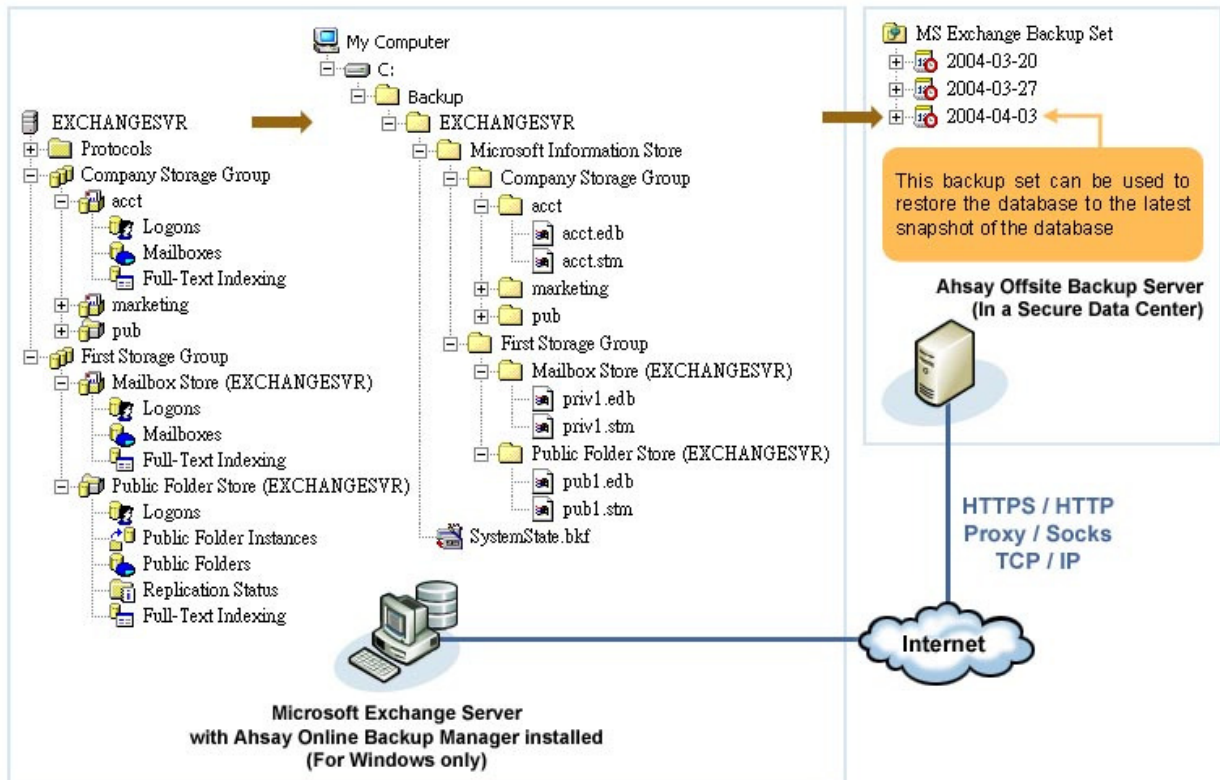 EXCHANGESVR
Protocols
Company Storage Group
acct
Logons
Mailboxes
Full-Text Indexing
marketing
pub
First Storage Group
Mailbox Store (EXCHANGESVR)
Logons
Mailboxes
Full-Text Indexing
Public Folder Store (EXCHANGESVR)
Logons
Public Folder Instances
Public Folders
Replication Status
Full-Text Indexing
My Computer
C:
Backup
EXCHANGESVR
Microsoft Information Store
Company Storage Group
acct
acct.edb
acct.stm
marketing
pub
First Storage Group
Mailbox Store (EXCHANGESVR)
priv1.edb
priv1.stm
Public Folder Store (EXCHANGESVR)
pub1.edb
pub1.stm
SystemState.bkf
Microsoft Exchange Server
with Ahsay Online Backup Manager installed
(For Windows only)
MS Exchange Backup Set
2004-03-20
2004-03-27
2004-04-03
This backup set can be used to
restore the database to the latest
snapshot of the database
Ahsay Offsite Backup Server
(In a Secure Data Center)
HTTPS / HTTP
Proxy / Socks
TCP / IP
Internet